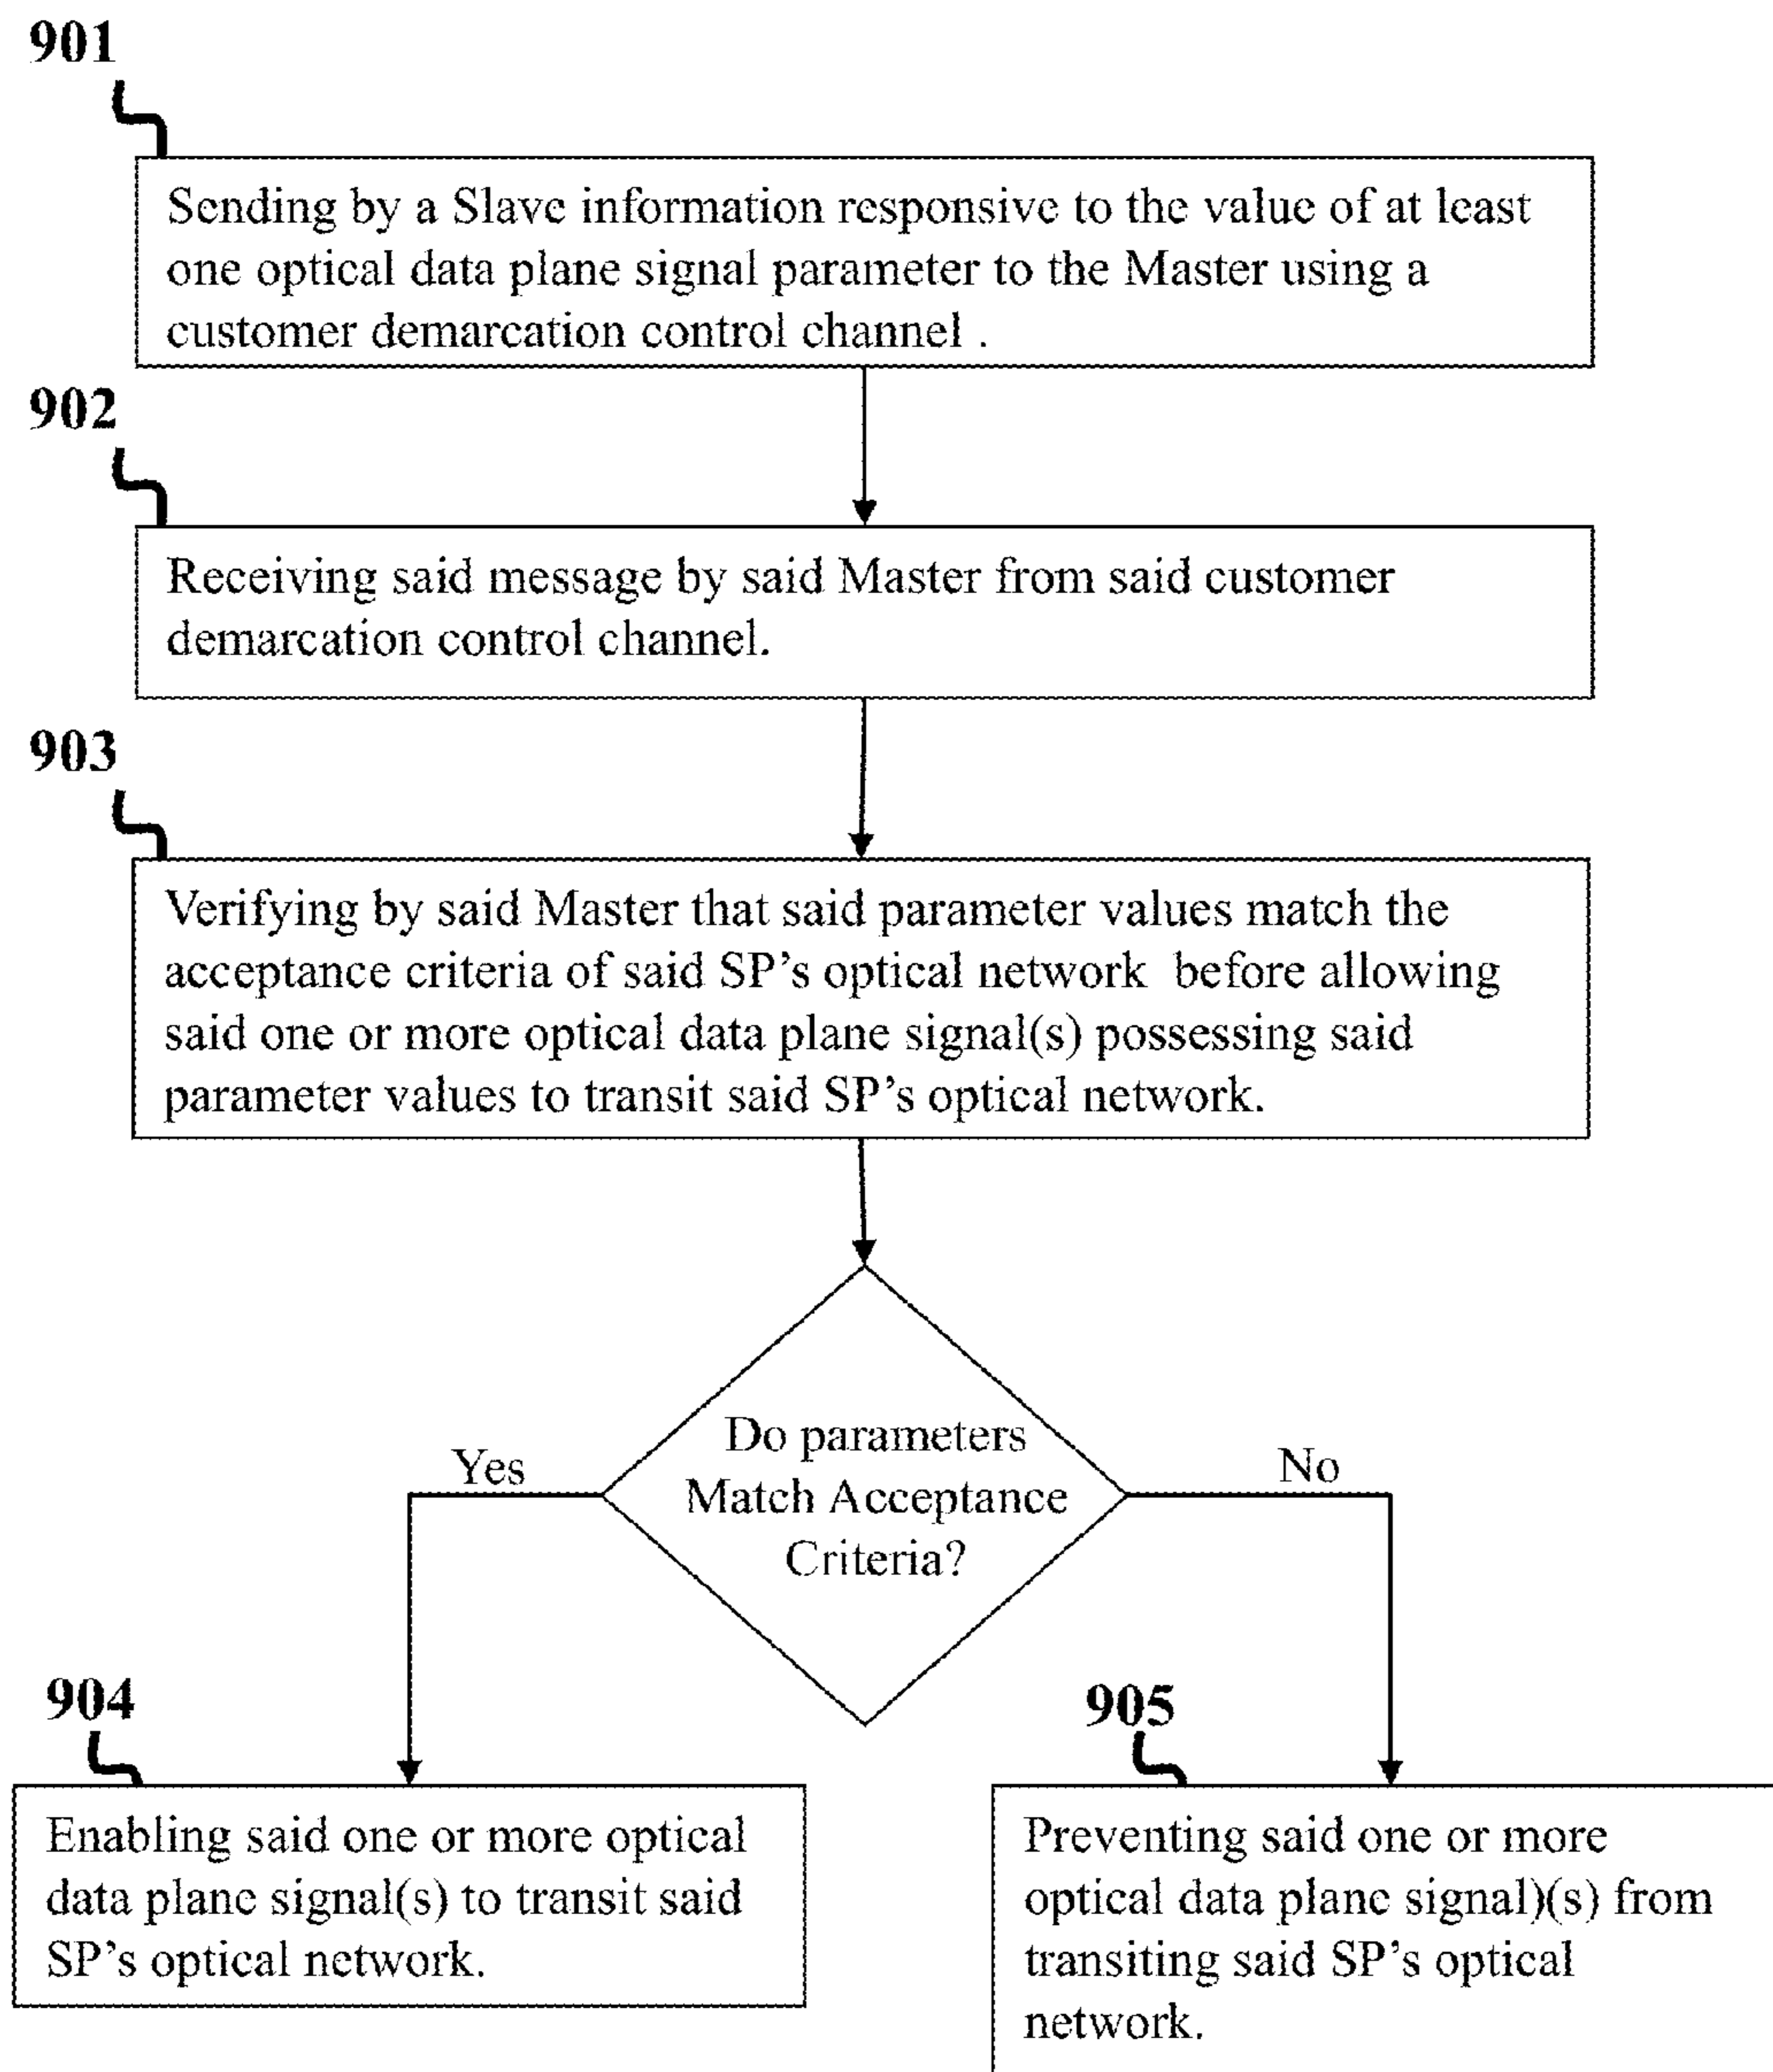 901
Sending by a Slave information responsive to the value of at least
one optical data plane signal parameter to the Master using a
customer demarcation control channel .
902
Receiving said message by said Master from said customer
demarcation control channel.
903
Verifying by said Master that said parameter values match the
acceptance criteria of said SP's optical network before allowing
said one or more optical data plane signal(s) possessing said
parameter values to transit said SP's optical network.
Do parameters
Match Acceptance
Criteria?
Yes
No
904
Enabling said one or more optical
data plane signal(s) to transit said
SP's optical network.
905
Preventing said one or more
optical data plane signal)(s) from
transiting said SP's optical
network.